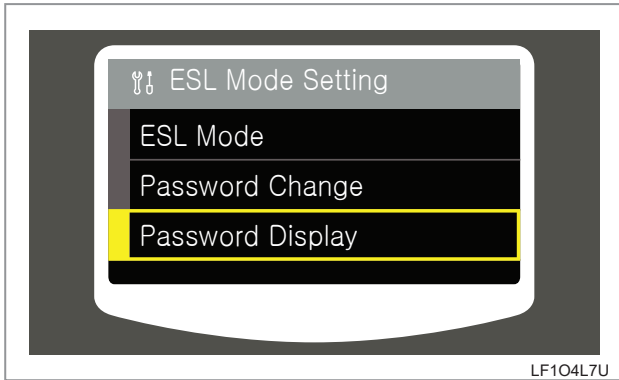 ESL Mode Setting
ESL Mode
Password Change
Password Display
LF1O4L7U